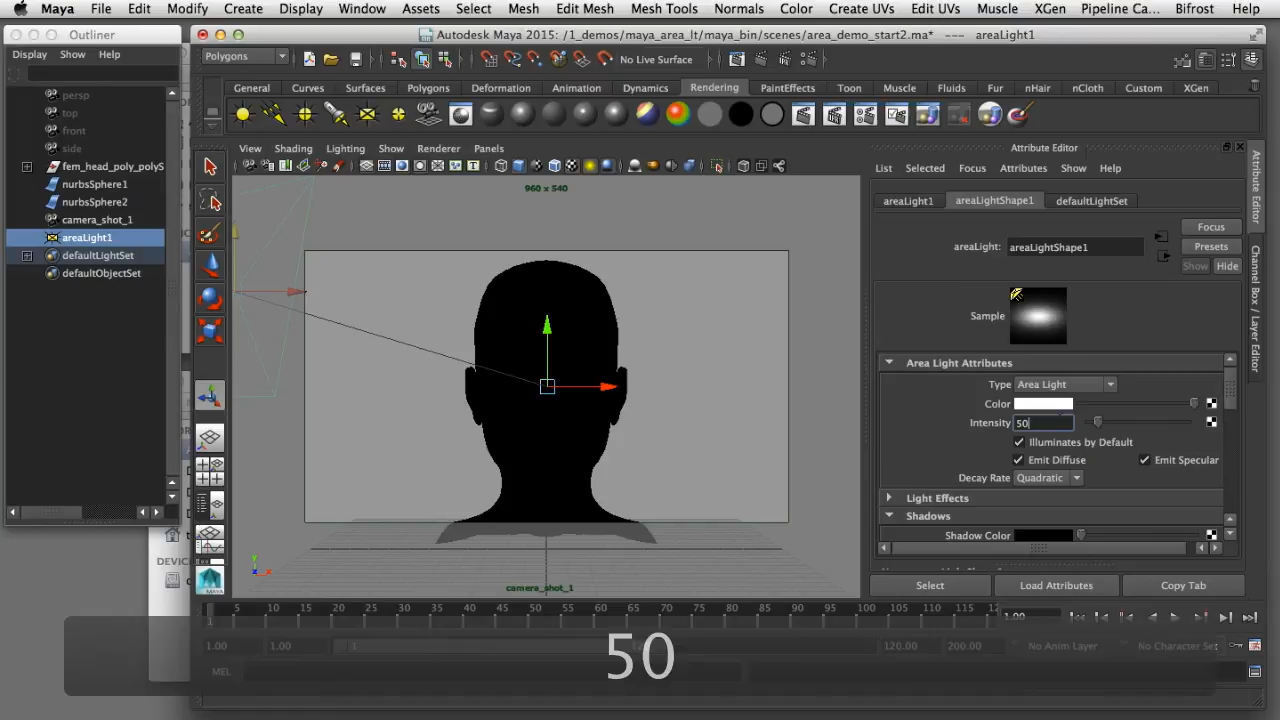 Maya File Edit Modify Create Display Window Assets Select Mesh Edit Mesh Mesh Tools Normals Color Create UVs Edit UVs Muscle XGen Pipeline Ca... Bifrost Help
Outliner
Autodesk Maya 2015: /1_demos/maya_area_lt/maya_bin/scenes/area_demo_start2.ma* --- areaLight1
Display Show Help
Polygons
No Live Surface
General Curves Surfaces Polygons Deformation Animation Dynamics Rendering PaintEffects Toon Muscle Fluids Fur nHair nCloth Custom XGen
persp
top
front
side
fem_head_poly_polyS
nurbsSphere1
nurbsSphere2
camera_shot_1
areaLight1
defaultLightSet
defaultObjectSet
View Shading Lighting Show Renderer Panels
960 x 540
camera_shot_1
Attribute Editor
List Selected Focus Attributes Show Help
areaLight1 areaLightShape1 defaultLightSet
Focus
areaLight: areaLightShape1
Presets
Show Hide
Sample
Area Light Attributes
Type Area Light
Color
Intensity 50
Illuminates by Default
Emit Diffuse Emit Specular
Decay Rate Quadratic
Light Effects
Shadows
Shadow Color
Select Load Attributes Copy Tab
Attribute Editor
Channel Box / Layer Editor
DEVIC
5 10 15 20 25 30 35 40 45 50 55 60 65 70 75 80 85 90 95 100 105 110 115 12
1.00
1
1.00 1.00 1 120.00 200.00 No Anim Layer No Character Se
MEL
50